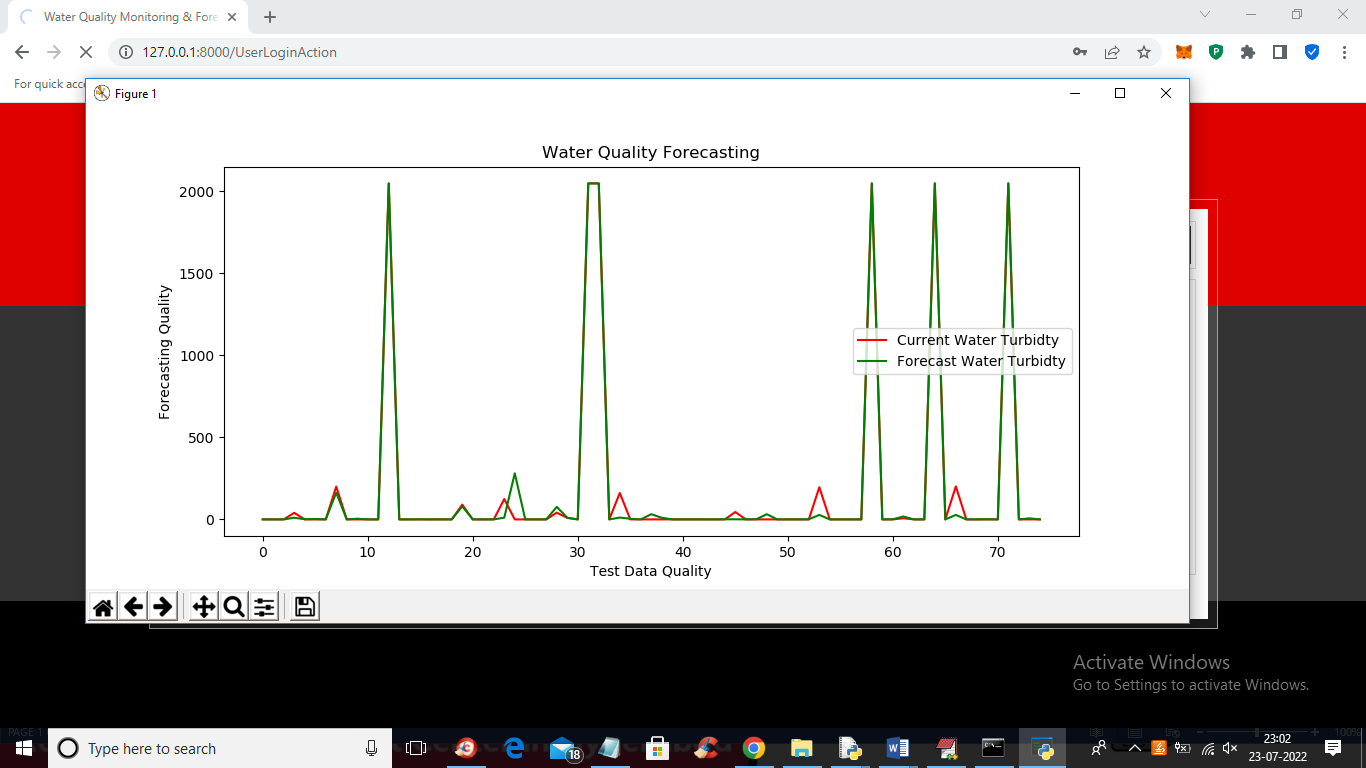 Water Quality Monitoring & Fore
127.0.0.1:8000/UserLoginAction
For quick acc
Figure 1
Water Quality Forecasting
Forecasting Quality
2000
1500
1000
500
0
Current Water Turbidty
Forecast Water Turbidty
0 10 20 30 40 50 60 70
Test Data Quality
Activate Windows
Go to Settings to activate Windows.
PAGE 1
100%
Type here to search
18
23:02
23-07-2022